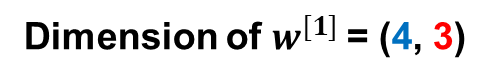 Dimension of w^[1] = (4, 3)